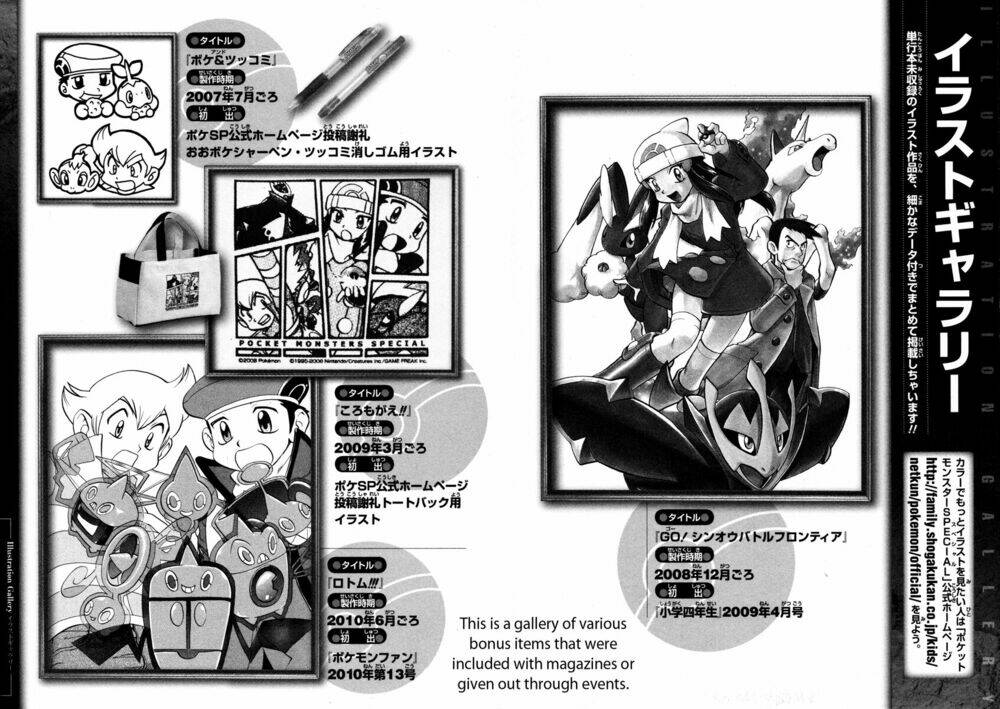 イラストギャラリー
単行本未収録のイラスト作品を、細かなデータ付きでまとめて掲載しちゃいます!!
ILLUSTRATION GALLERY
カラーでもっとイラストを見たい人は「ポケット
モンスターSPECIAL」公式ホームページ
http://family.shogakukan.co.jp/kids/
netkun/pokemon/official/を見よう。
タイトル
『GO! シンオウバトルフロンティア』
製作時期
2008年12月ごろ
初出
『小学四年生』2009年4月号
タイトル
『ボケ&ツッコミ』
製作時期
2007年7月ごろ
初出
ポケSP公式ホームページ投稿謝礼
おおボケシャーペン・ツッコミ消しゴム用イラスト
POCKET MONSTERS SPECIAL
©2009 Pokémon ©1995-2009 Nintendo/Creatures inc./GAME FREAK inc.
タイトル
『ころもがえ!!』
製作時期
2009年3月ごろ
初出
ポケSP公式ホームページ
投稿謝礼トートバック用
イラスト
タイトル
『ロトム!!!』
製作時期
2010年6月ごろ
初出
『ポケモンファン』
2010年第13号
This is a gallery of various
bonus items that were
included with magazines or
given out through events.
Illustration Gallery イラストギャラリー